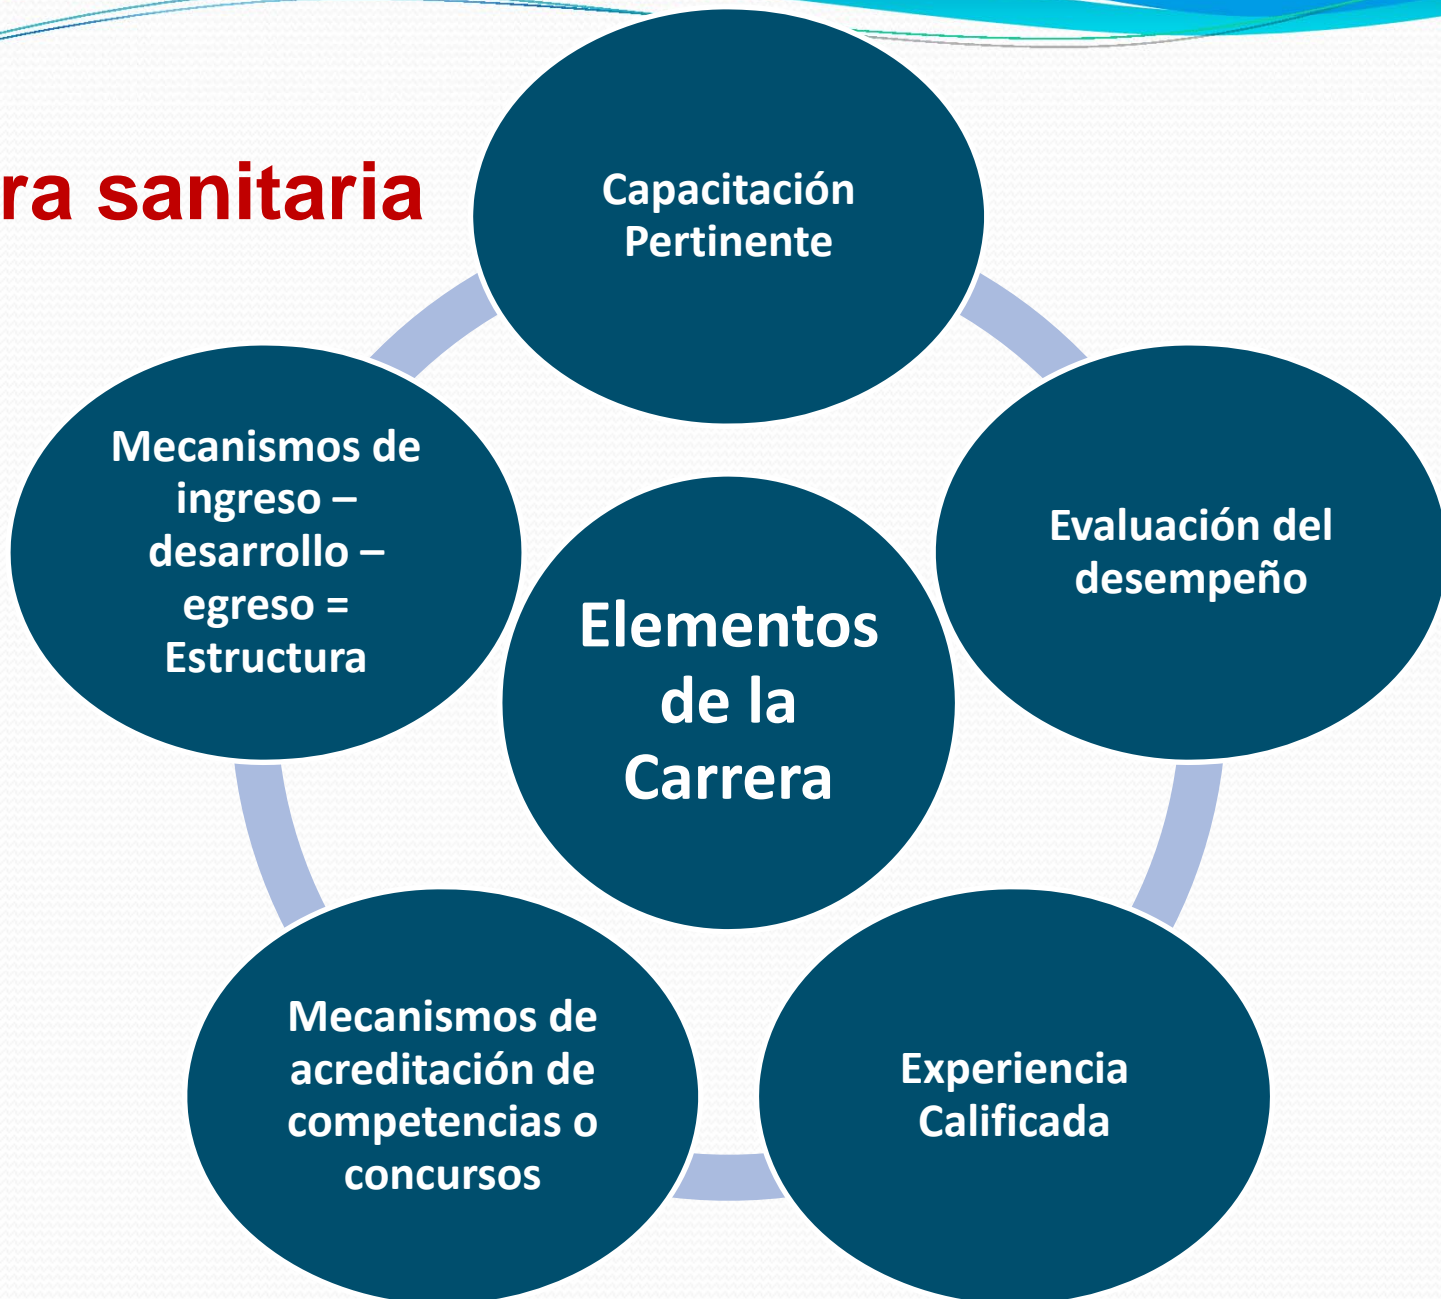 ra sanitaria
Capacitación
Pertinente
Mecanismos de
ingreso –
desarrollo –
egreso =
Estructura
Evaluación del
desempeño
Elementos
de la
Carrera
Mecanismos de
acreditación de
competencias o
concursos
Experiencia
Calificada